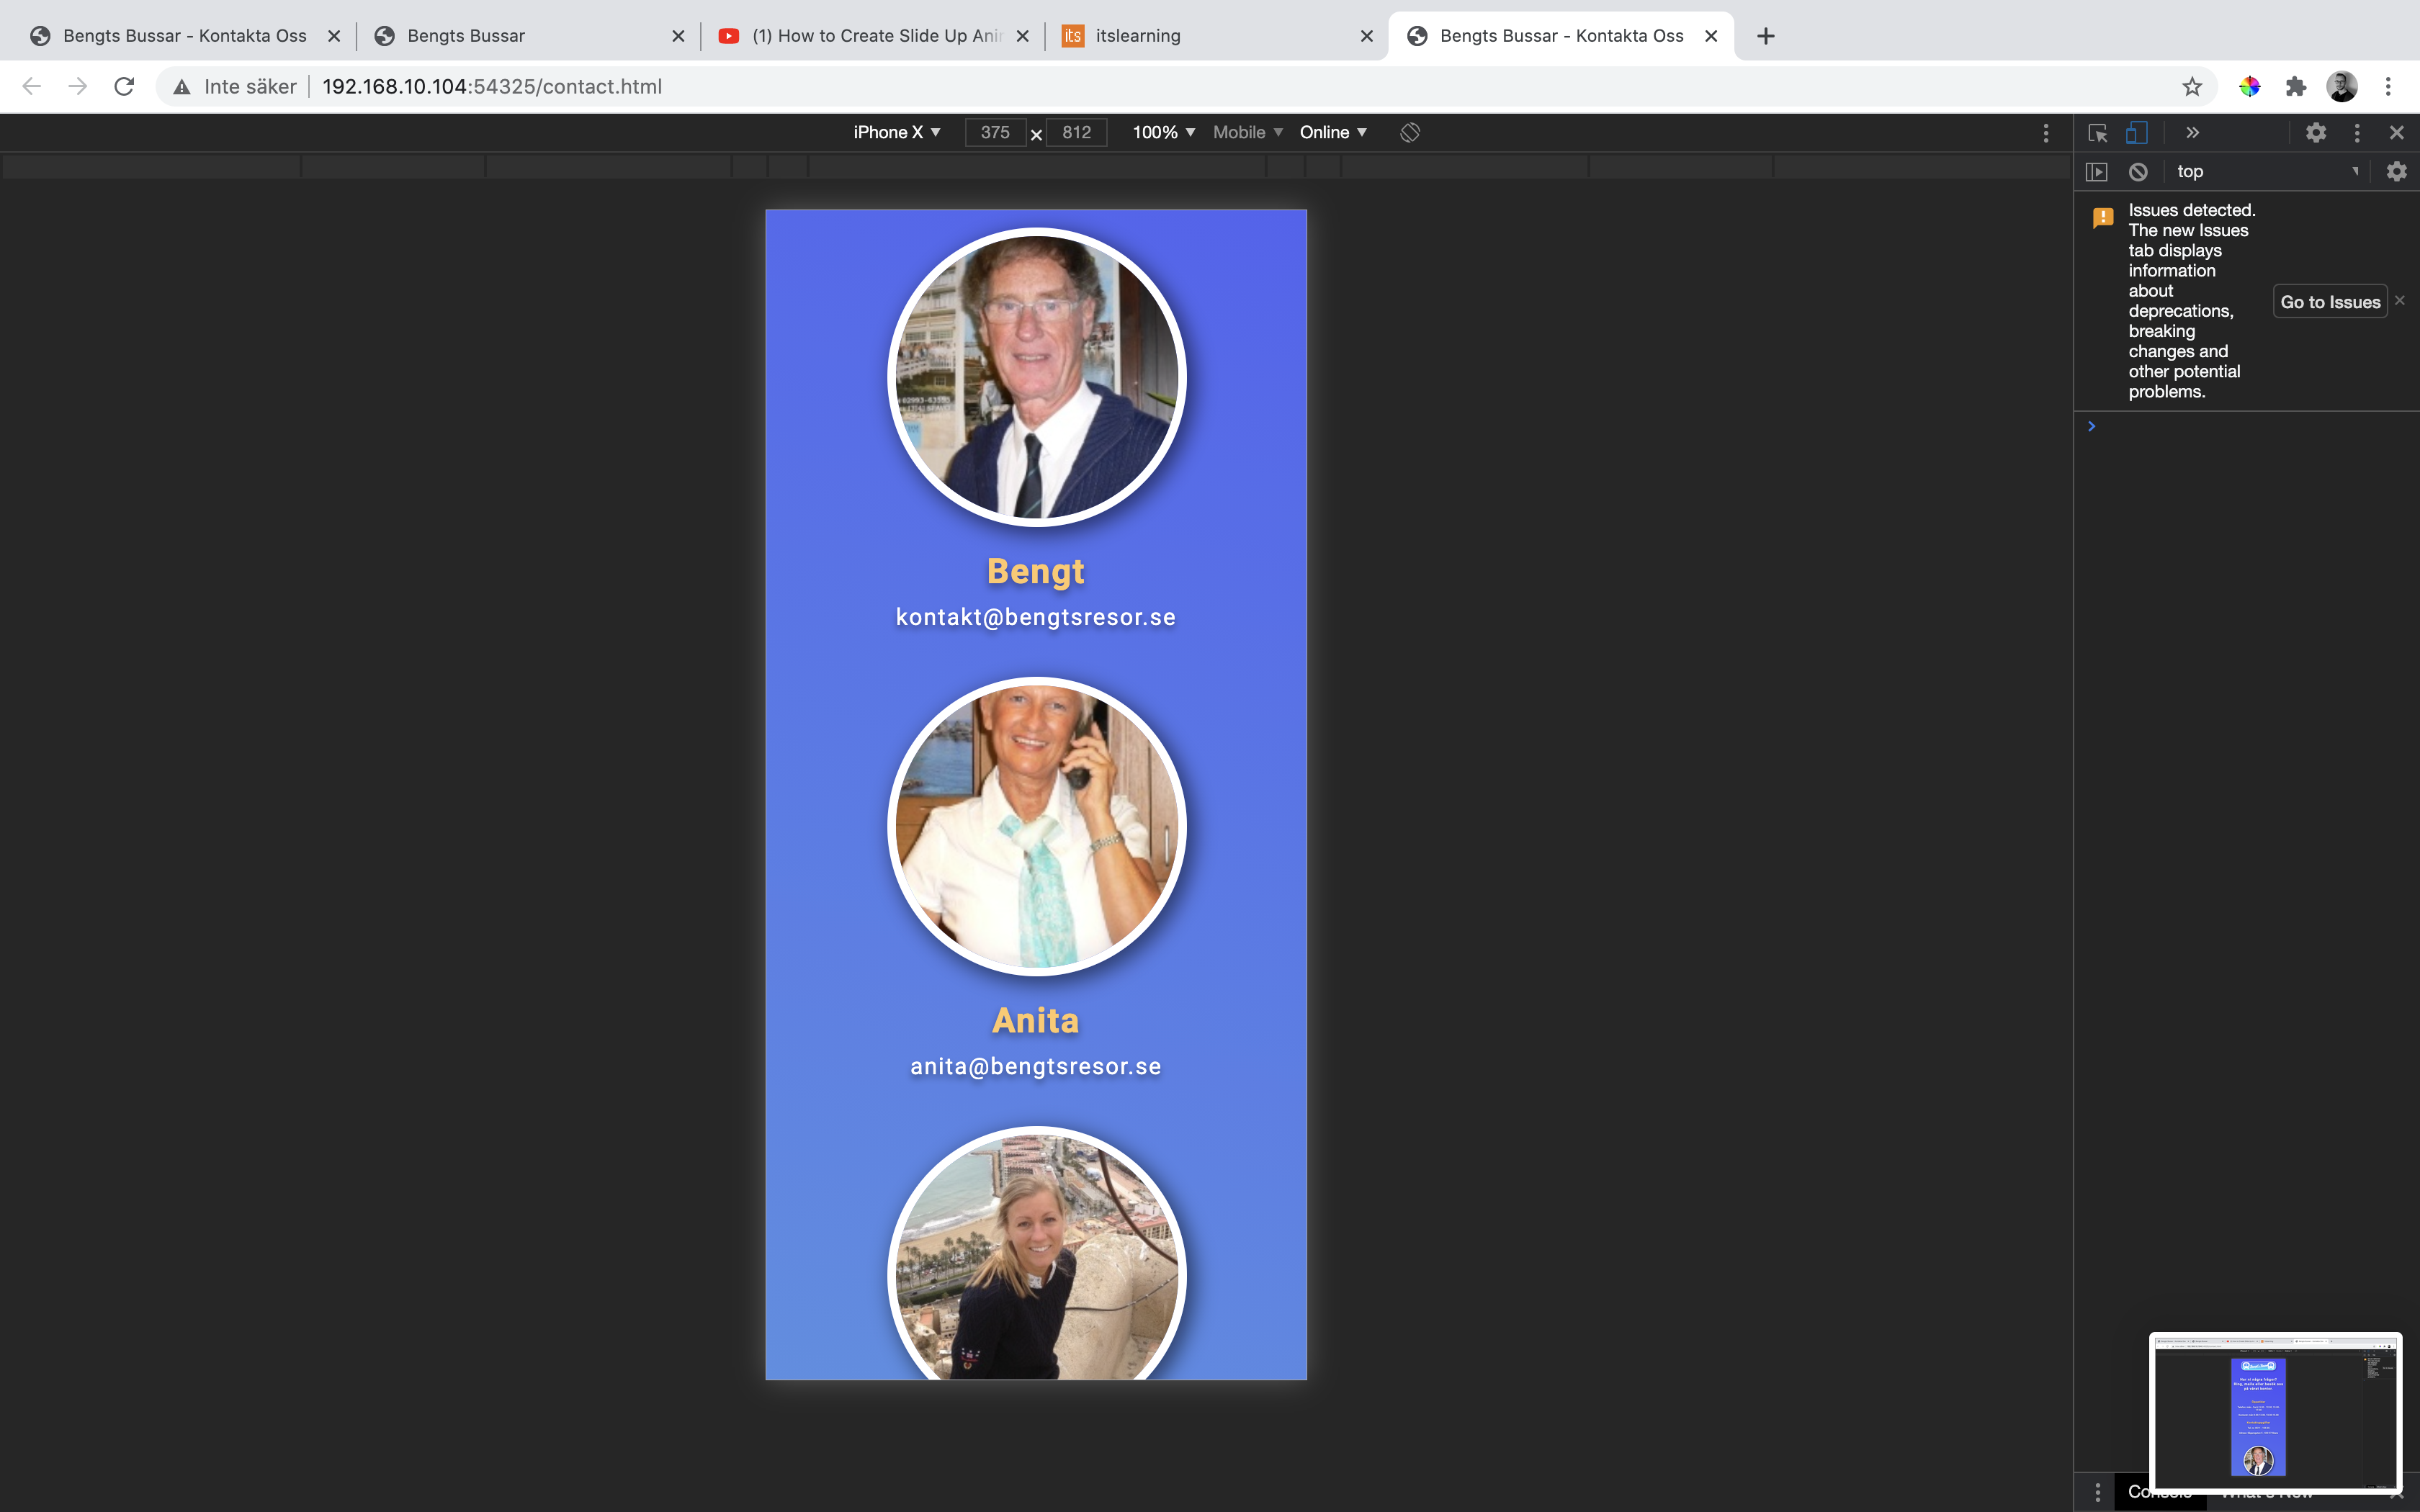 Bengts Bussar - Kontakta Oss
Bengts Bussar
(1) How to Create Slide Up Anin
itslearning
Bengts Bussar - Kontakta Oss
Inte säker
192.168.10.104:54325/contact.html
iPhone X 375 x 812 100% Mobile Online
top
Issues detected.
The new Issues
tab displays
information
about
deprecations,
breaking
changes and
other potential
problems.
Go to Issues
Bengt
kontakt@bengtsresor.se
Anita
anita@bengtsresor.se
Console What's New